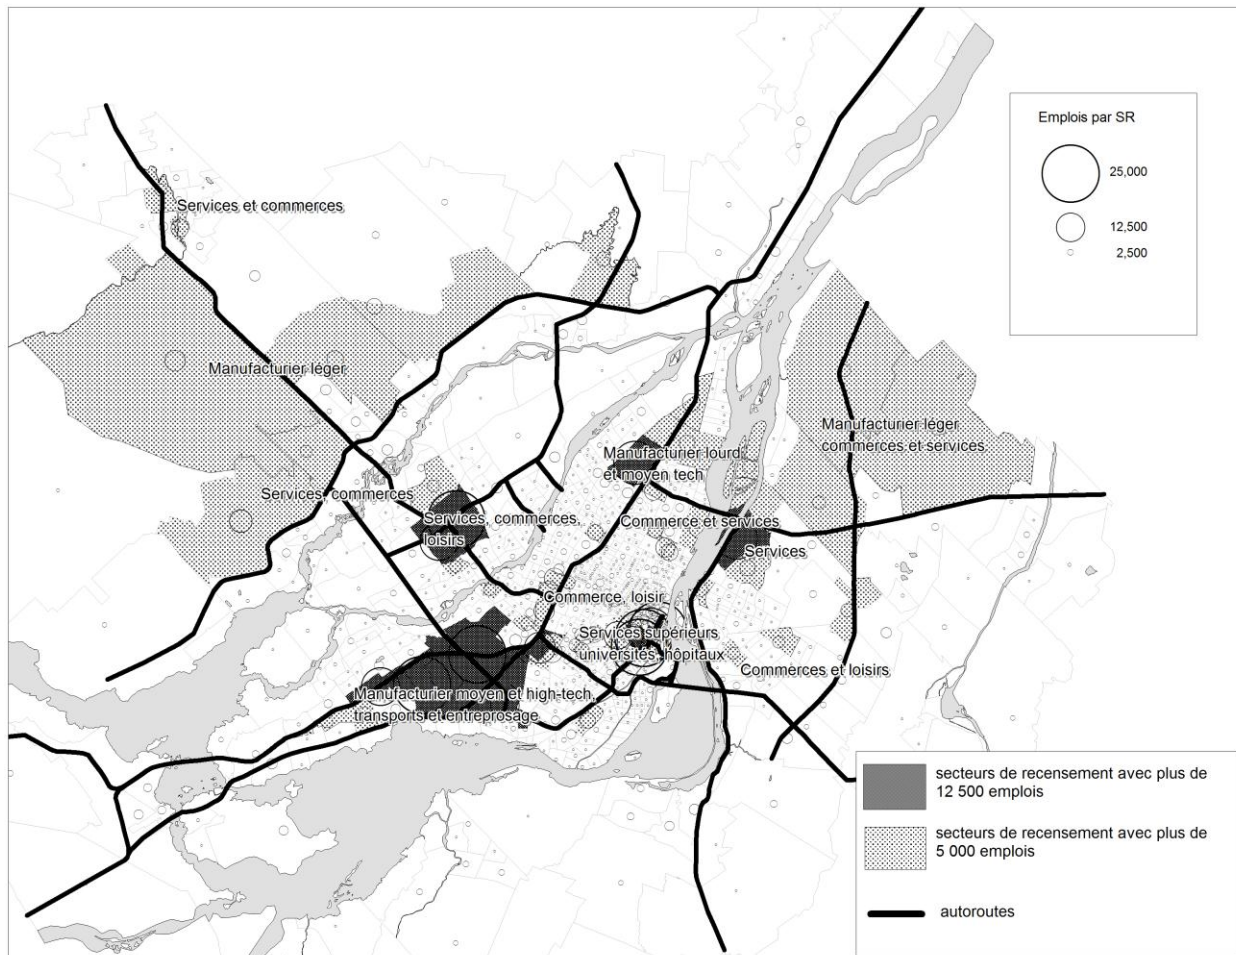 Emplois par SR
25,000
12,500
2,500
Services et commerces
Manufacturier léger
Manufacturier léger
commerces et services
Manufacturier lourd
et moyen tech
Services, commerces
Services, commerces,
loisirs
Commerce et services
Services
Commerce, loisir
Services supérieurs
universités, hôpitaux
Commerces et loisirs
Manufacturier moyen et high-tech,
transports et entreprosage
secteurs de recensement avec plus de
12 500 emplois
secteurs de recensement avec plus de
5 000 emplois
autoroutes